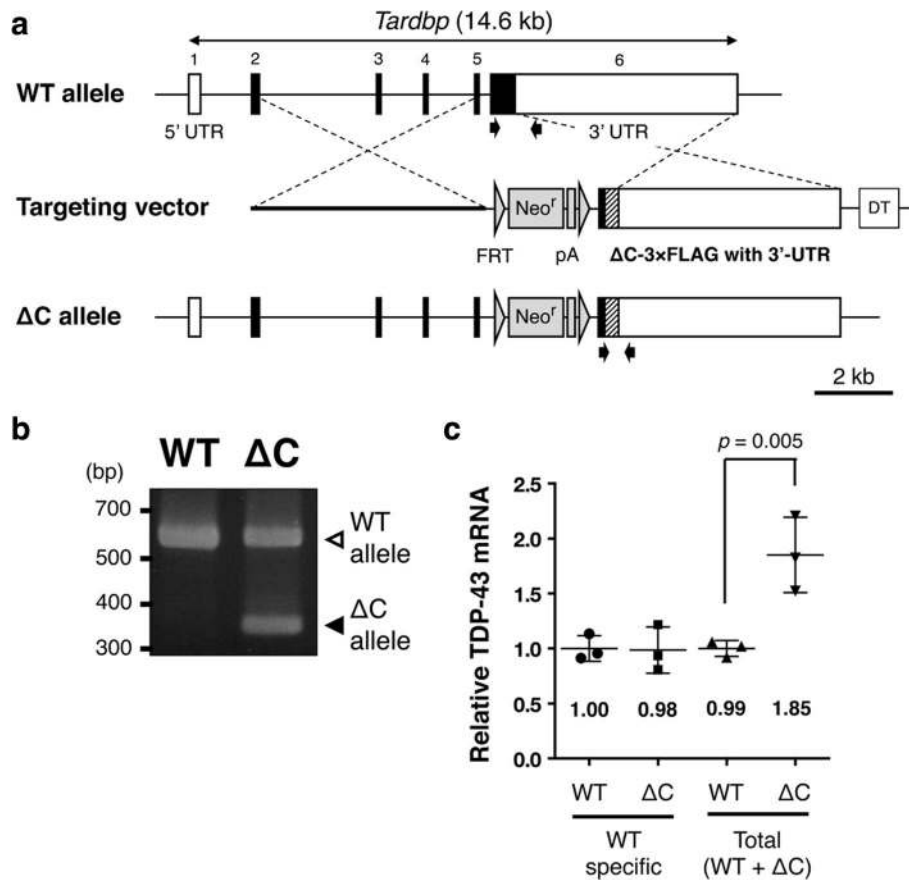 a
Tardbp (14.6 kb)
1 2 3 4 5 6
WT allele
5' UTR
3' UTR
Targeting vector
Neoʳ
DT
FRT
pA
ΔC-3×FLAG with 3'-UTR
ΔC allele
Neoʳ
2 kb
b
WT ΔC
(bp)
700
500
400
300
WT
allele
ΔC
allele
c
p = 0.005
Relative TDP-43 mRNA
2.5
2.0
1.5
1.0
0.5
0.0
1.00 0.98 0.99 1.85
WT ΔC WT ΔC
WT
specific
Total
(WT + ΔC)